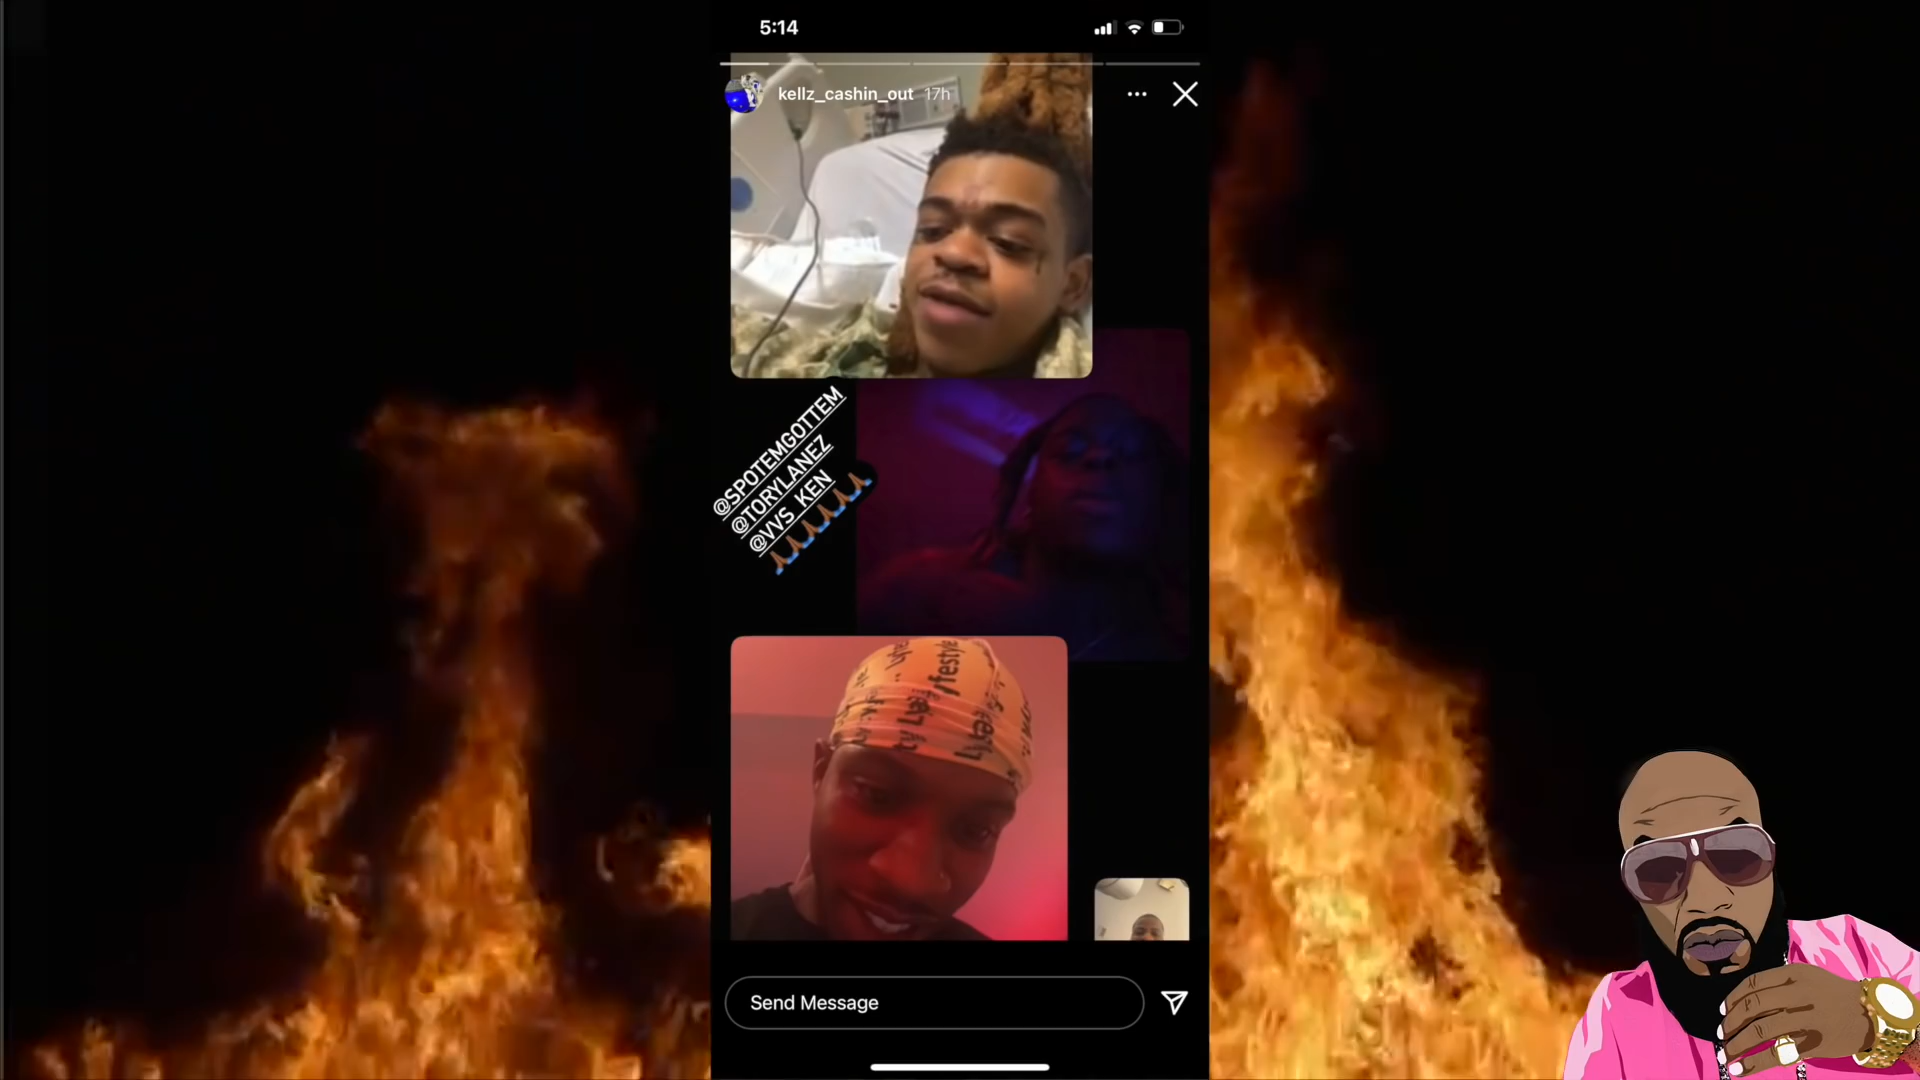 5:14
kellz_cashin_out 17h
@SPOTEMGOTTEM
@TORYLANEZ
@VVS_KEN
Send Message